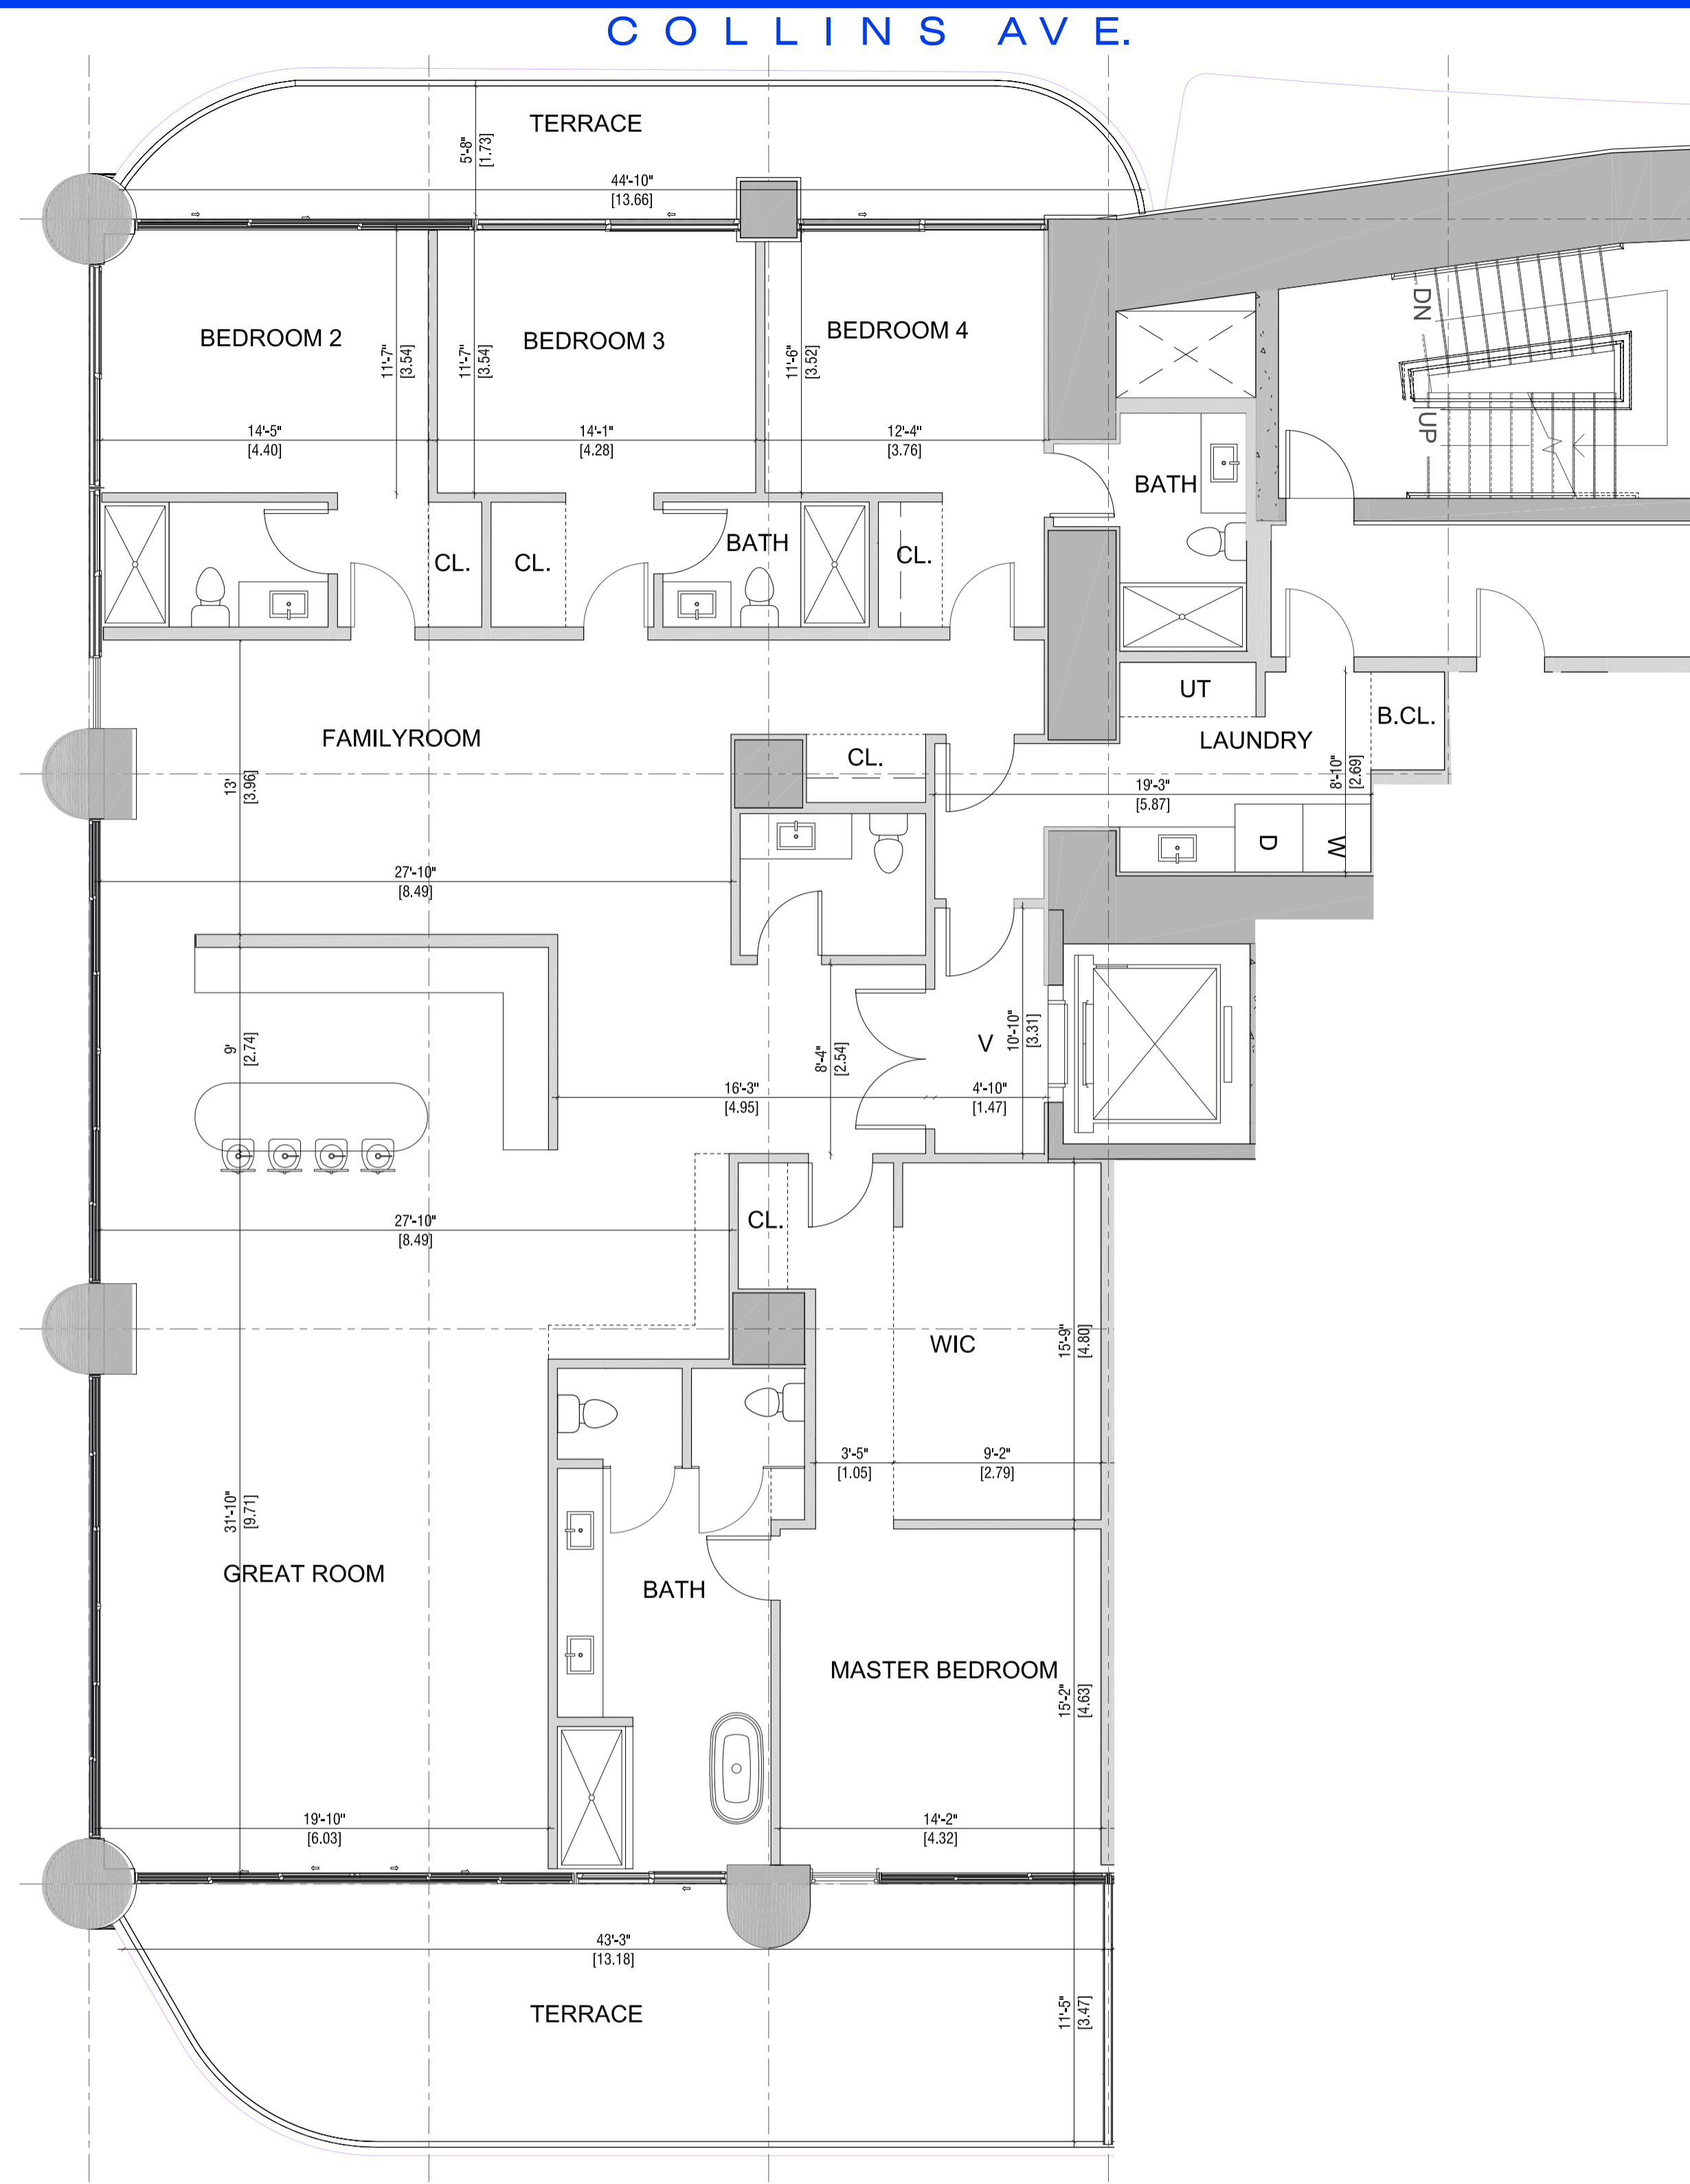 COLLINS AVE.
TERRACE
5'-8"
[1.73]
44'-10"
[13.66]
BEDROOM 2
BEDROOM 3
BEDROOM 4
11'-7"
[3.54]
11'-7"
[3.54]
11'-6"
[3.52]
DN
UP
14'-5"
[4.40]
14'-1"
[4.28]
12'-4"
[3.76]
BATH
BATH
CL.
CL.
CL.
UT
B.CL.
FAMILYROOM
LAUNDRY
CL.
13'
[3.96]
19'-3"
[5.87]
8'-10"
[2.69]
D
W
27'-10"
[8.49]
9'
[2.74]
8'-4"
[2.54]
V
10'-10"
[3.31]
16'-3"
[4.95]
4'-10"
[1.47]
27'-10"
[8.49]
CL.
WIC
15'-9"
[4.80]
3'-5"
[1.05]
9'-2"
[2.79]
31'-10"
[9.71]
GREAT ROOM
BATH
MASTER BEDROOM
15'-2"
[4.63]
19'-10"
[6.03]
14'-2"
[4.32]
43'-3"
[13.18]
TERRACE
11'-5"
[3.47]